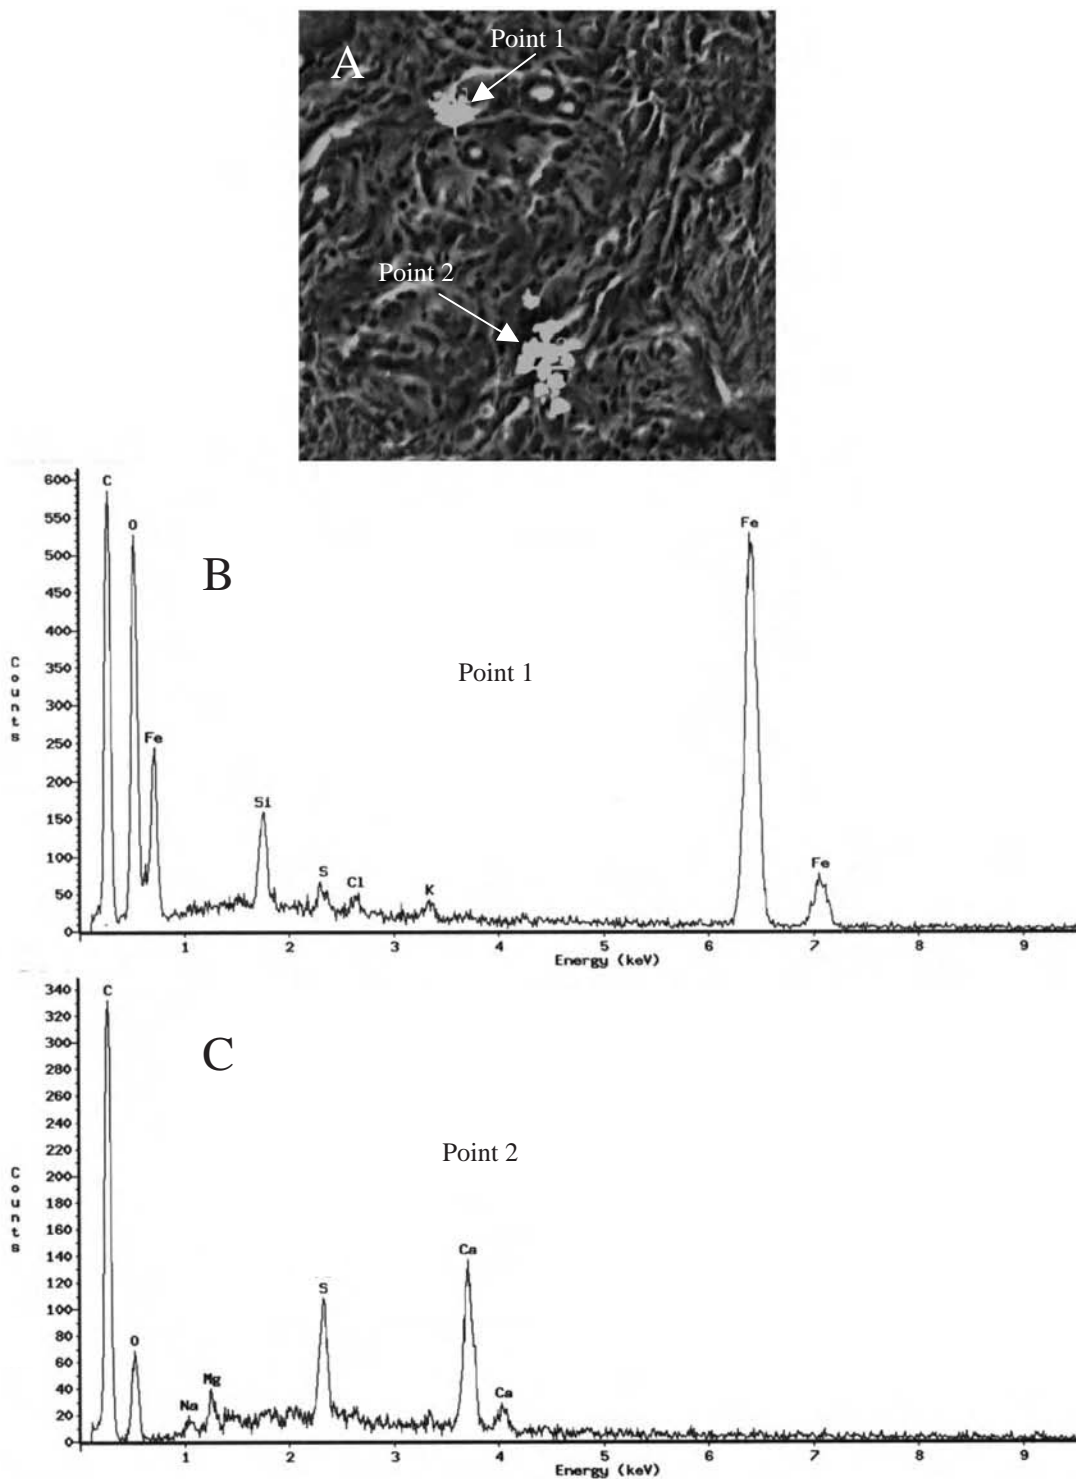 A
Point 1
Point 2
600
550
500
450
400
350
300
250
200
150
100
50
0
Counts
C
O
Fe
Si
S
Cl
K
Fe
Fe
B
Point 1
1 2 3 4 5 6 7 8 9
Energy (keV)
340
320
300
280
260
240
220
200
180
160
140
120
100
80
60
40
20
0
Counts
C
O
Na
Mg
S
Ca
Ca
C
Point 2
1 2 3 4 5 6 7 8 9
Energy (keV)